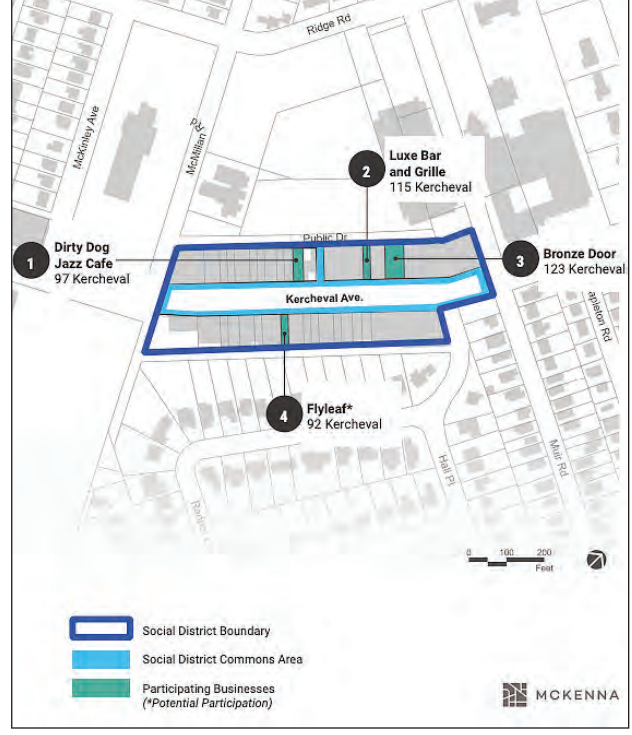 Ridge Rd
McKinley Ave
McMillan Rd
2
Luxe Bar
and Grille
115 Kercheval
Public Dr
1
Dirty Dog
Jazz Cafe
97 Kercheval
3
Bronze Door
123 Kercheval
Kercheval Ave.
4
Flyleaf*
92 Kercheval
Hall Pl
Muir Rd
0 100 200
Feet
Social District Boundary
Social District Commons Area
Participating Businesses
(*Potential Participation)
MCKENNA